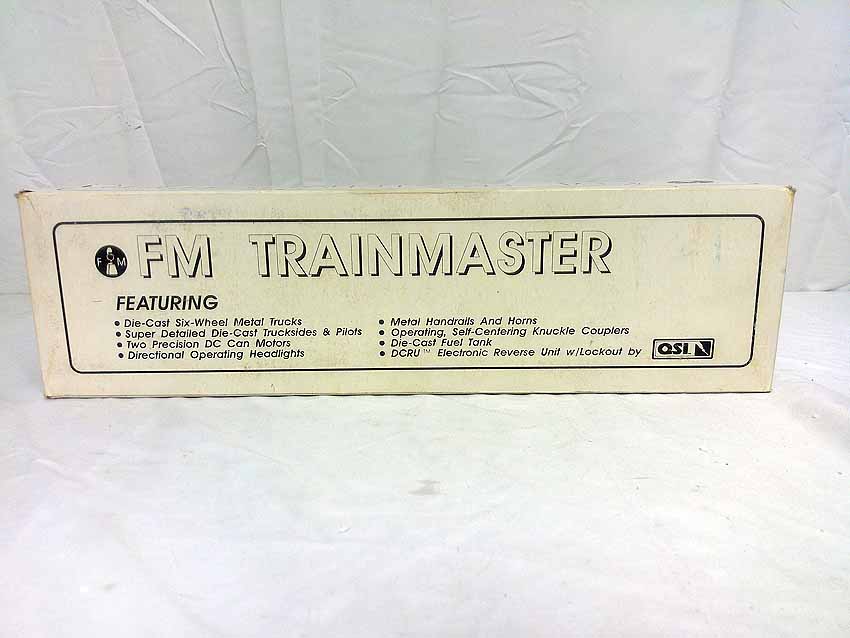 F M FM TRAINMASTER
FEATURING
• Die-Cast Six-Wheel Metal Trucks
• Super Detailed Die-Cast Trucksides & Pilots
• Two Precision DC Can Motors
• Directional Operating Headlights
• Metal Handrails And Horns
• Operating, Self-Centering Knuckle Couplers
• Die-Cast Fuel Tank
• DCRU™ Electronic Reverse Unit w/Lockout by QSI